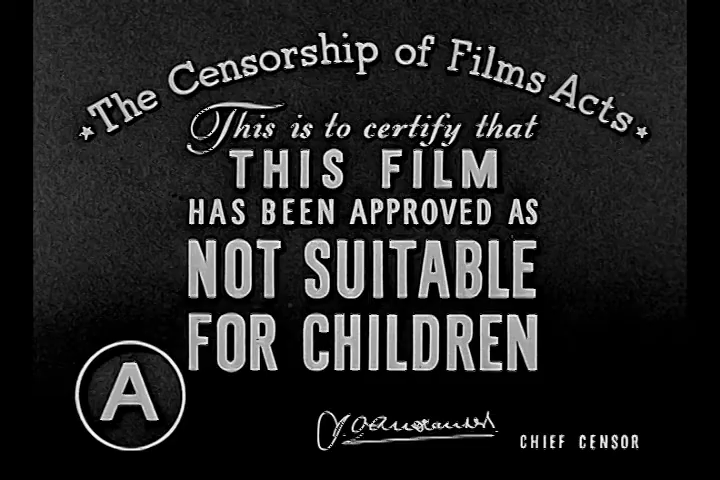 The Censorship of Films Acts
This is to certify that
THIS FILM
HAS BEEN APPROVED AS
NOT SUITABLE
FOR CHILDREN
A
CHIEF CENSOR